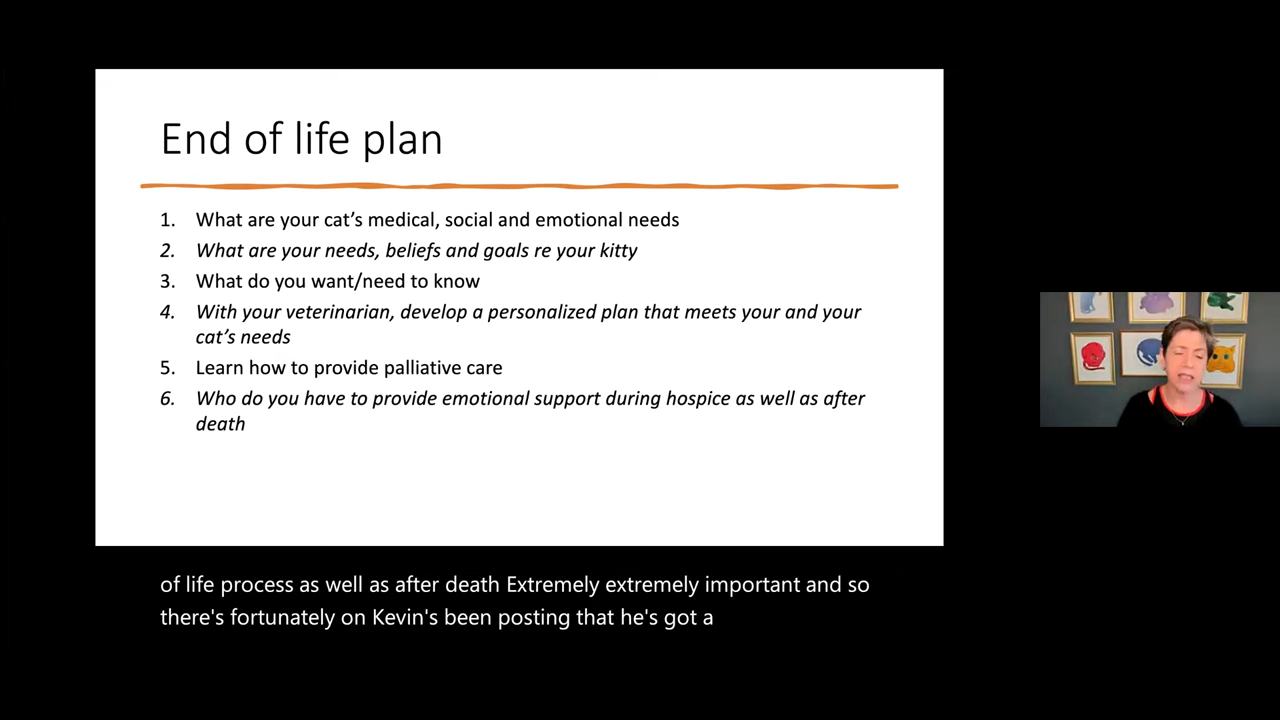 End of life plan
1. What are your cat's medical, social and emotional needs
2. What are your needs, beliefs and goals re your kitty
3. What do you want/need to know
4. With your veterinarian, develop a personalized plan that meets your and your
cat's needs
5. Learn how to provide palliative care
6. Who do you have to provide emotional support during hospice as well as after
death
of life process as well as after death Extremely extremely important and so
there's fortunately on Kevin's been posting that he's got a